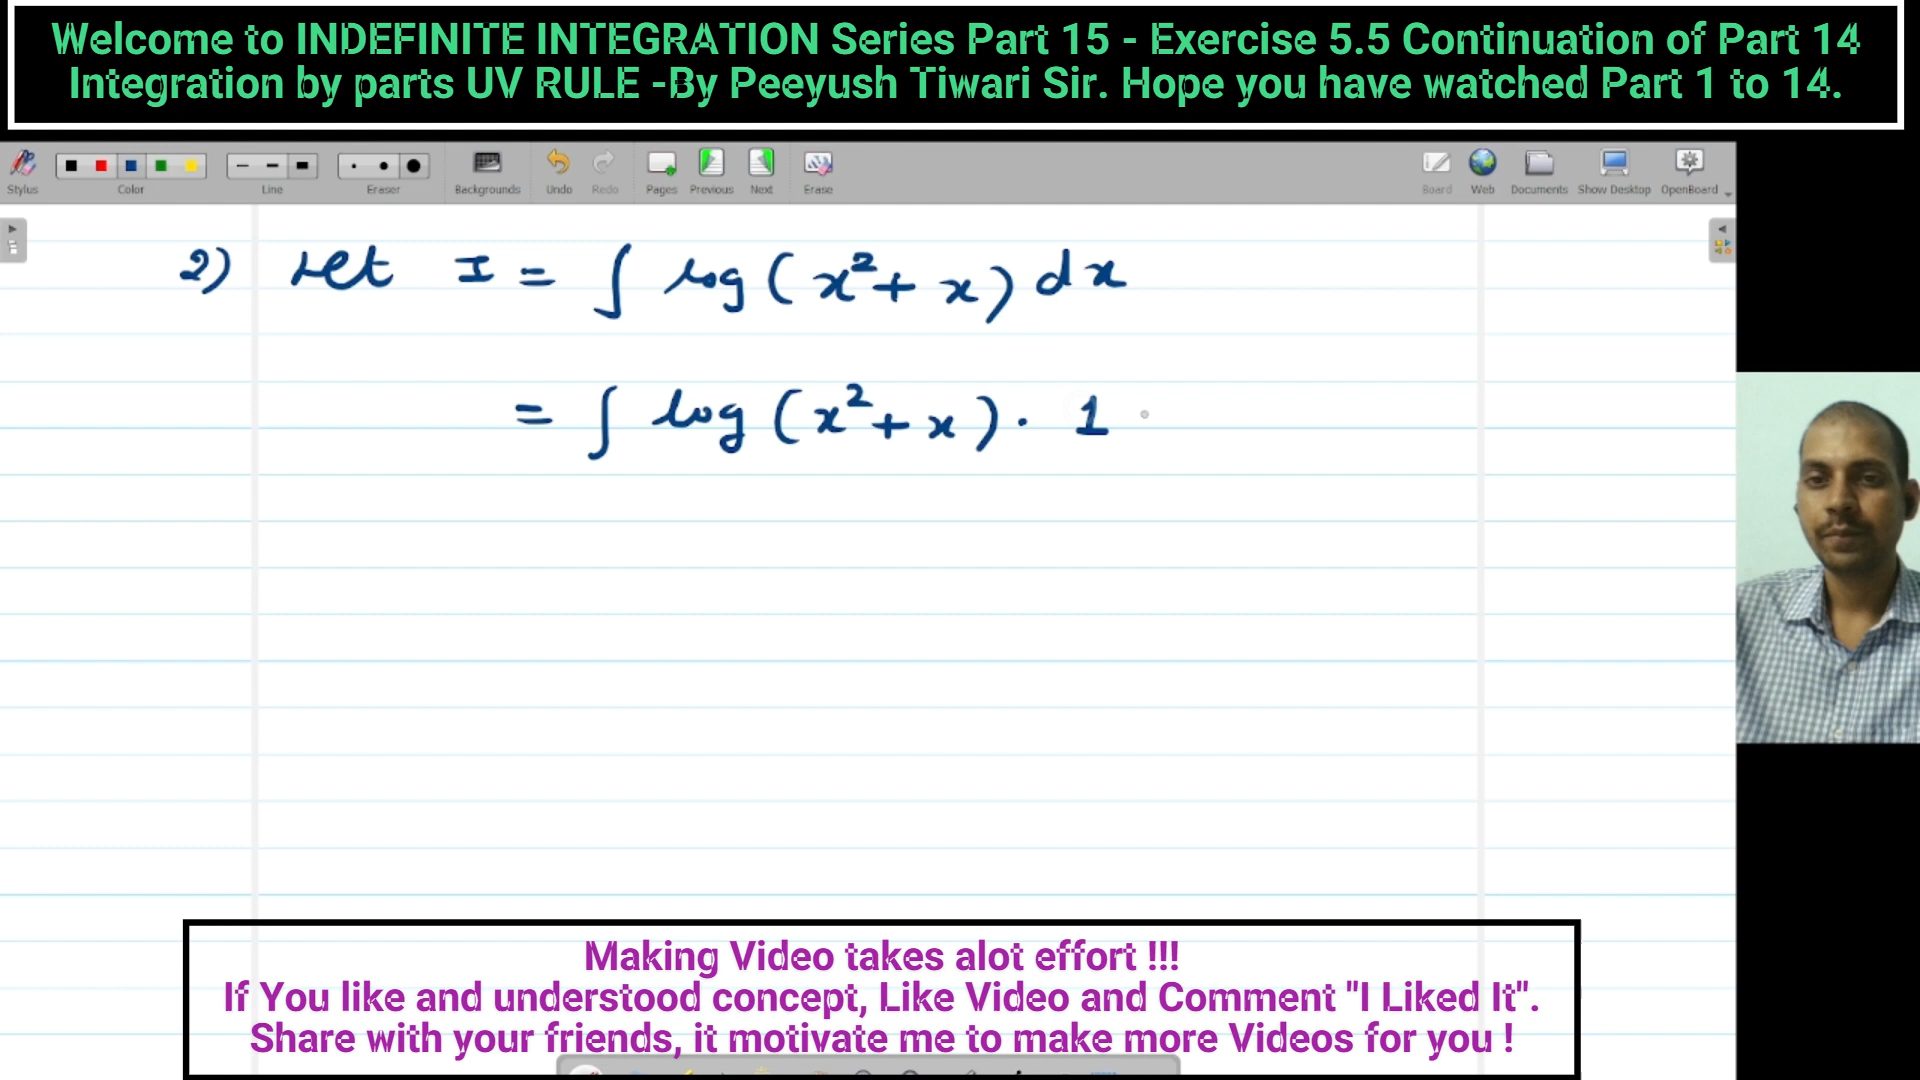 Welcome to INDEFINITE INTEGRATION Series Part 15 - Exercise 5.5 Continuation of Part 14
Integration by parts UV RULE -By Peeyush Tiwari Sir. Hope you have watched Part 1 to 14.
Stylus Color Line Eraser Backgrounds Undo Redo Pages Previous Next Erase Board Web Documents Show Desktop OpenBoard
2) Let I = ∫ log (x² + x) dx
= ∫ log (x² + x) . 1
Making Video takes alot effort !!!
If You like and understood concept, Like Video and Comment "I Liked It".
Share with your friends, it motivate me to make more Videos for you !